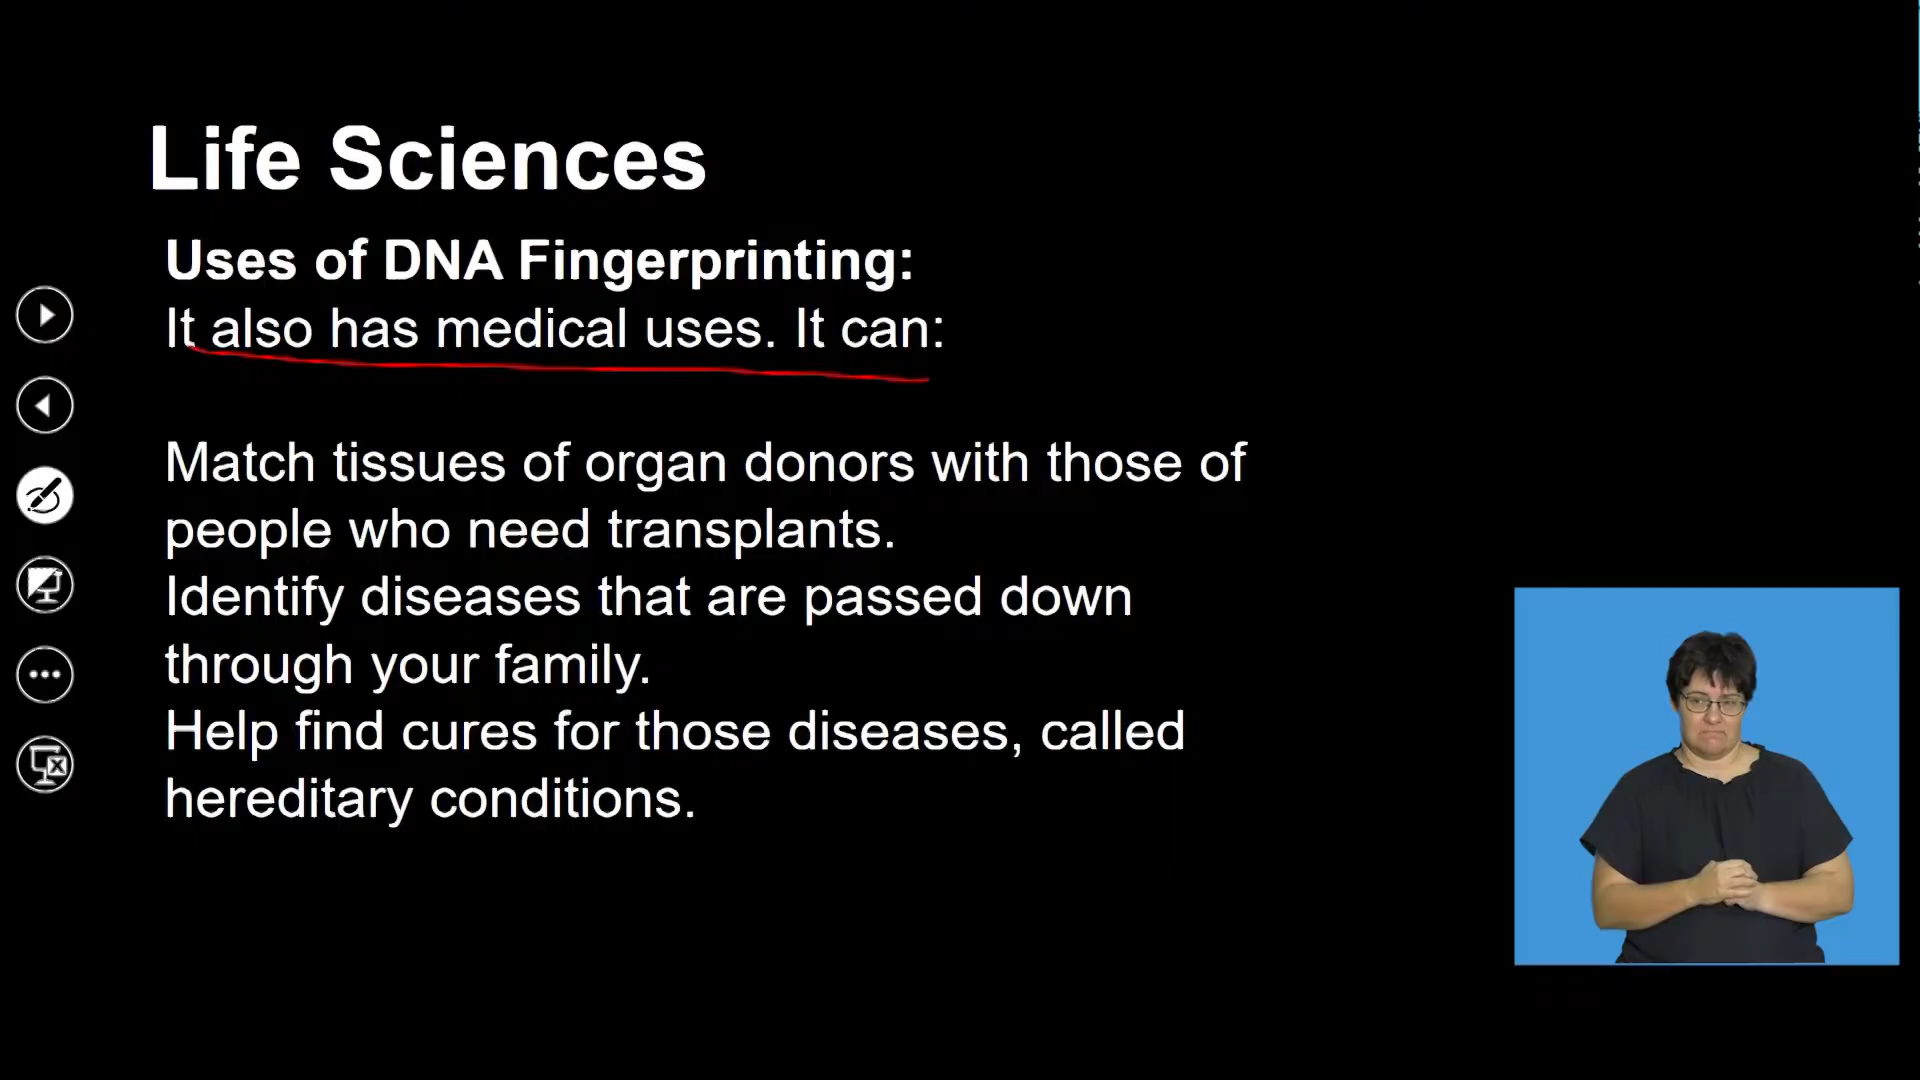 Life Sciences
Uses of DNA Fingerprinting:
It also has medical uses. It can:
Match tissues of organ donors with those of
people who need transplants.
Identify diseases that are passed down
through your family.
Help find cures for those diseases, called
hereditary conditions.